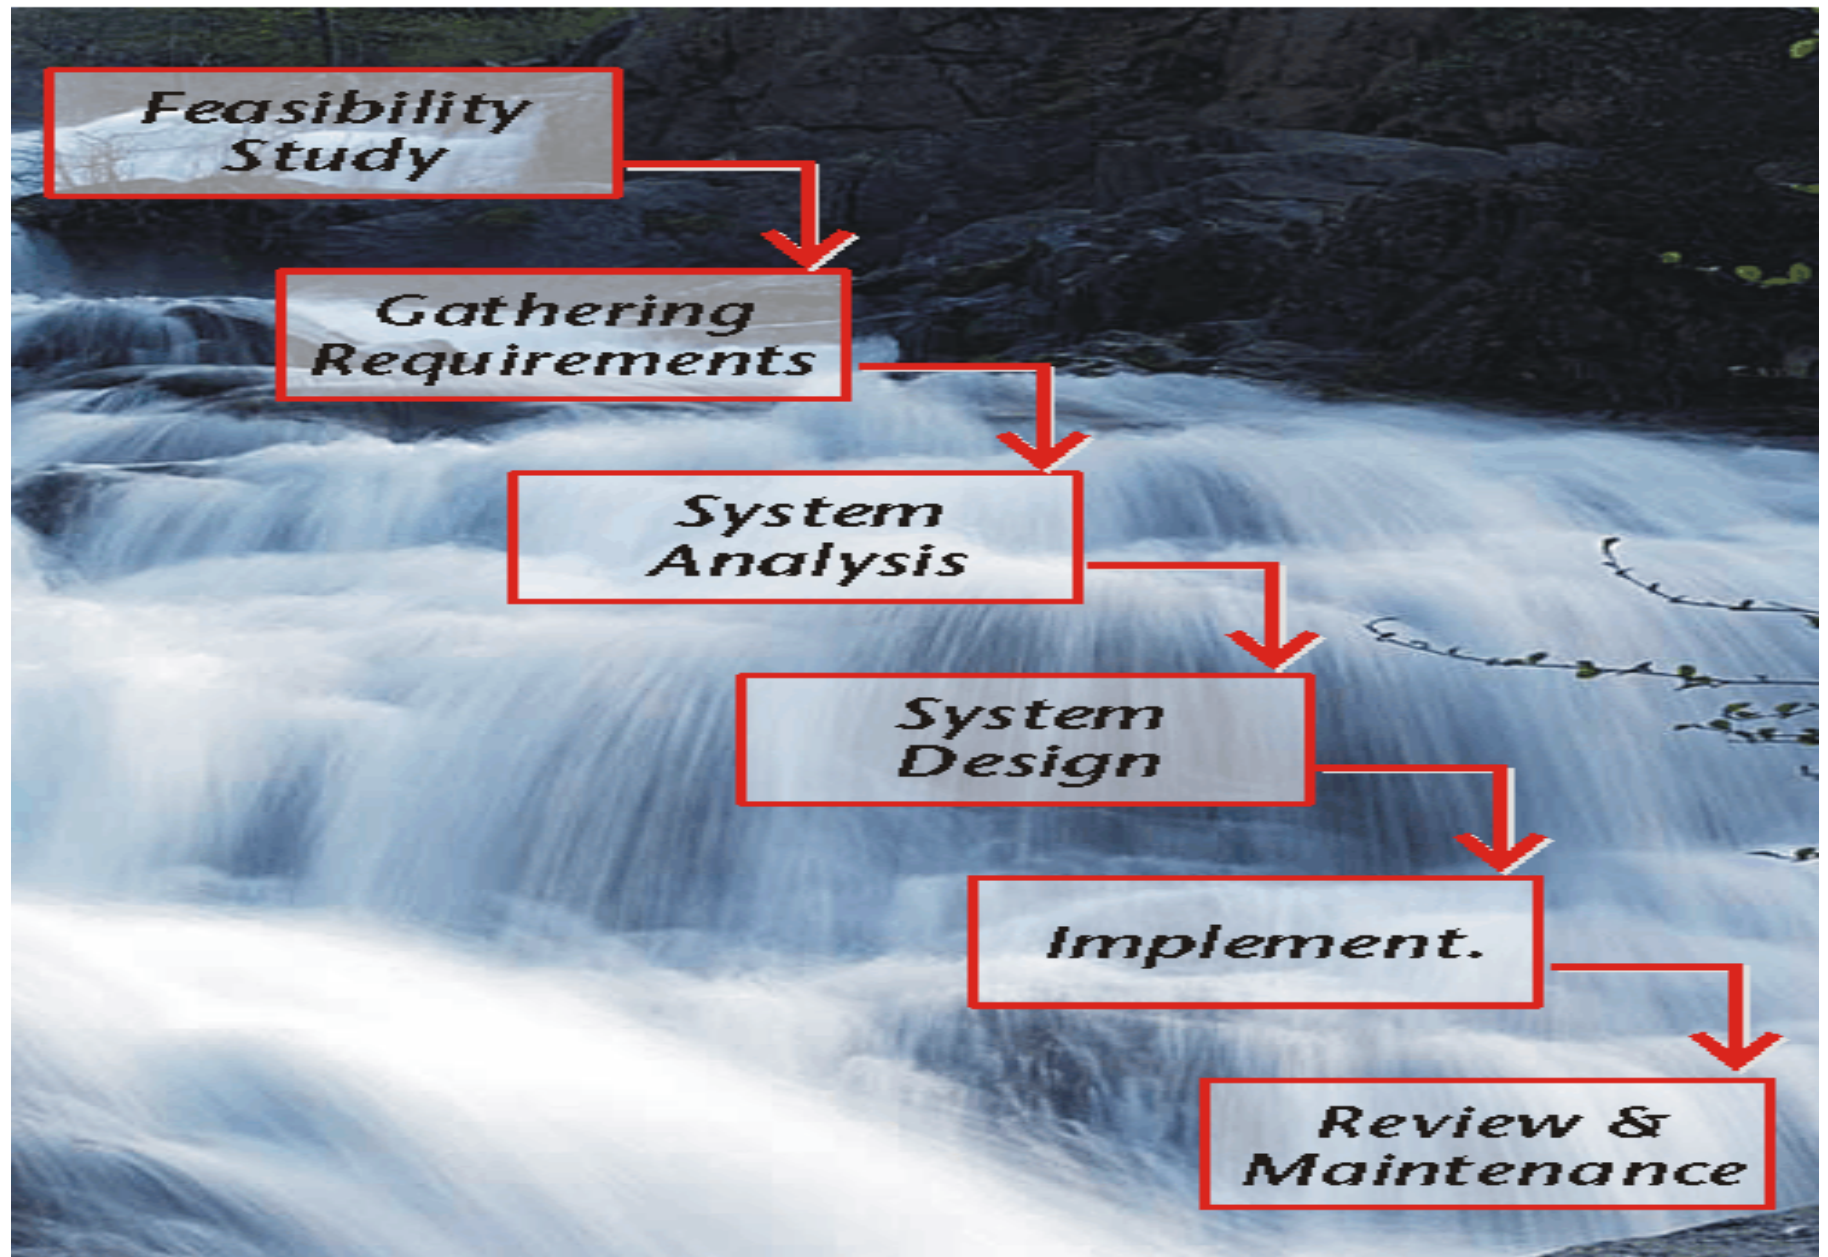 Feasibility
Study
Gathering
Requirements
System
Analysis
System
Design
Implement.
Review &
Maintenance